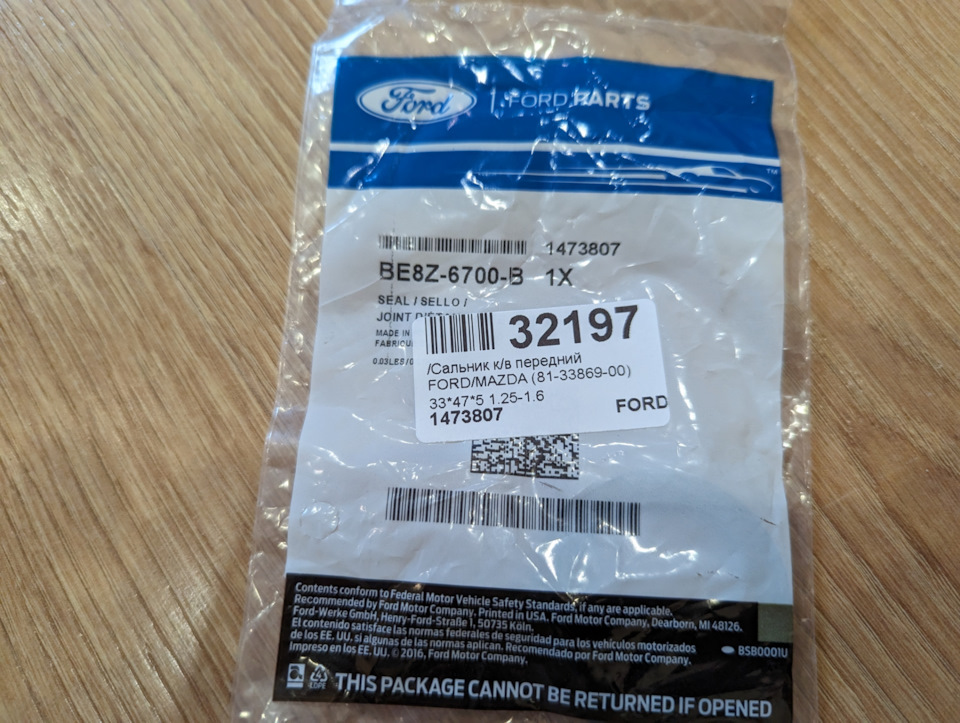 Ford
FORD PARTS
TM
1473807
BE8Z-6700-B 1X
SEAL / SELLO /
JOINT
MADE IN
32197
/Сальник к/в передний
FORD/MAZDA (81-33869-00)
33*47*5 1.25-1.6
1473807
FORD
Contents conform to Federal Motor Vehicle Safety Standards, if any are applicable.
Recommended by Ford Motor Company. Printed in USA. Ford Motor Company, Dearborn, MI 48126.
Ford-Werke GmbH, Henry-Ford-Straße 1, 50735 Köln.
El contenido satisface las normas federales de seguridad para los vehículos motorizados
de los EE. UU. si algunas de las normas aplican. Recomendado por Ford Motor Company.
Impreso en los EE. UU. ©2016, Ford Motor Company.
BSB0001U
LDPE
THIS PACKAGE CANNOT BE RETURNED IF OPENED